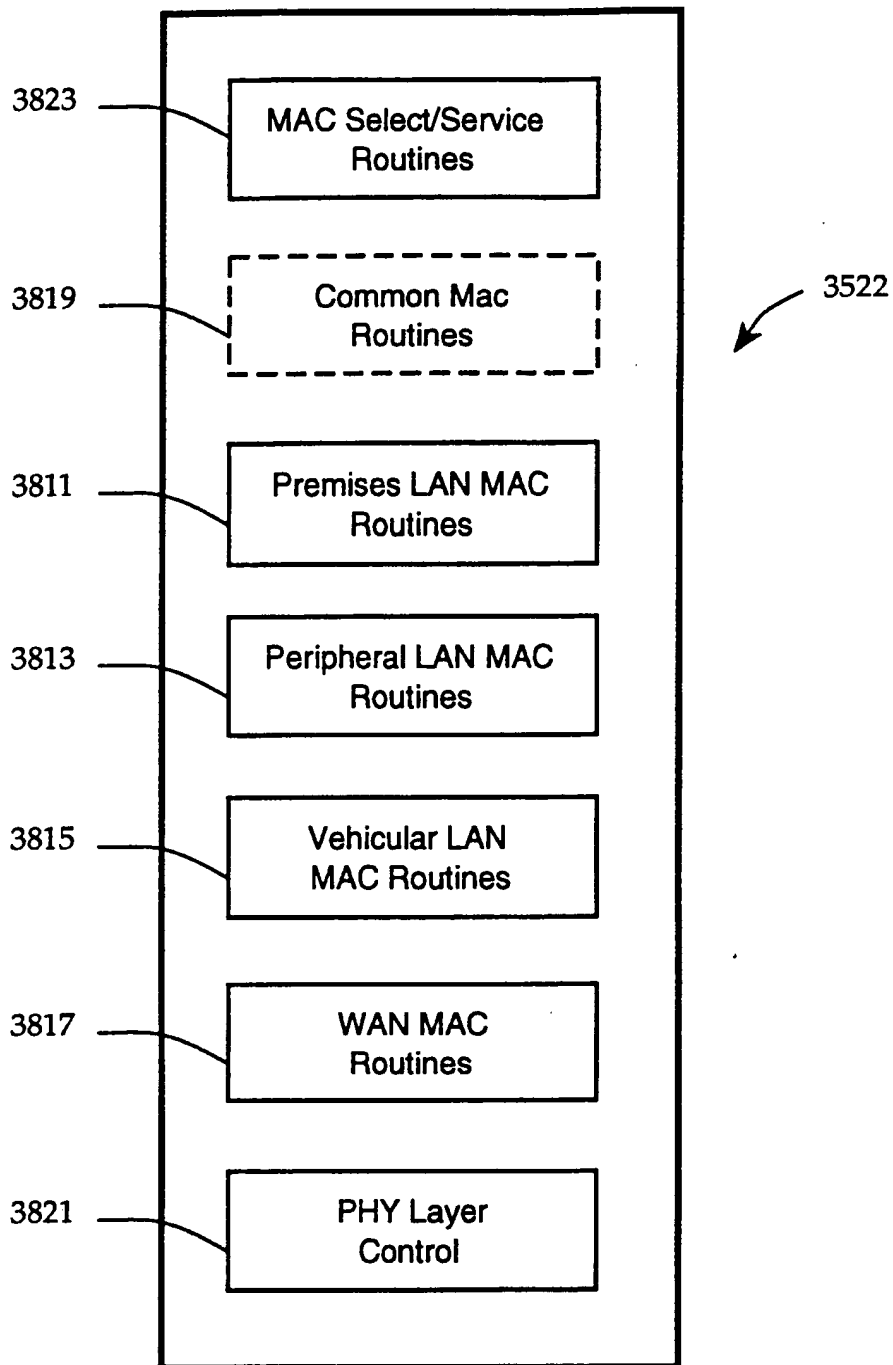 3823
MAC Select/Service
Routines
3819
Common Mac
Routines
3522
3811
Premises LAN MAC
Routines
3813
Peripheral LAN MAC
Routines
3815
Vehicular LAN
MAC Routines
3817
WAN MAC
Routines
3821
PHY Layer
Control